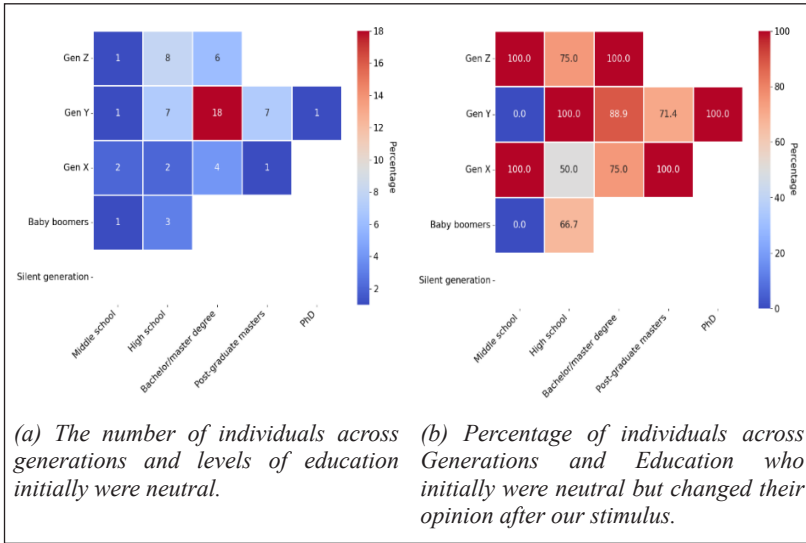 Gen Z
1 8 6
Gen Y
1 7 18 7 1
Gen X
2 2 4 1
Baby boomers
1 3
Silent generation
Middle school
High school
Bachelor/master degree
Post-graduate masters
PhD
18
16
14
12
10
8
6
4
2
Percentage
(a) The number of individuals across
generations and levels of education
initially were neutral.
Gen Z
100.0 75.0 100.0
Gen Y
0.0 100.0 88.9 71.4 100.0
Gen X
100.0 50.0 75.0 100.0
Baby boomers
0.0 66.7
Silent generation
Middle school
High school
Bachelor/master degree
Post-graduate masters
PhD
100
80
60
40
20
0
Percentage
(b) Percentage of individuals across
Generations and Education who
initially were neutral but changed their
opinion after our stimulus.